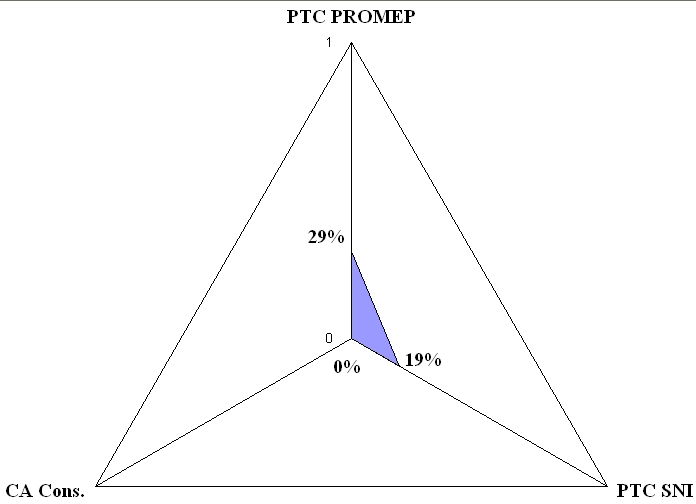 PTC PROMEP
1
29%
0
19%
0%
CA Cons.
PTC SNI